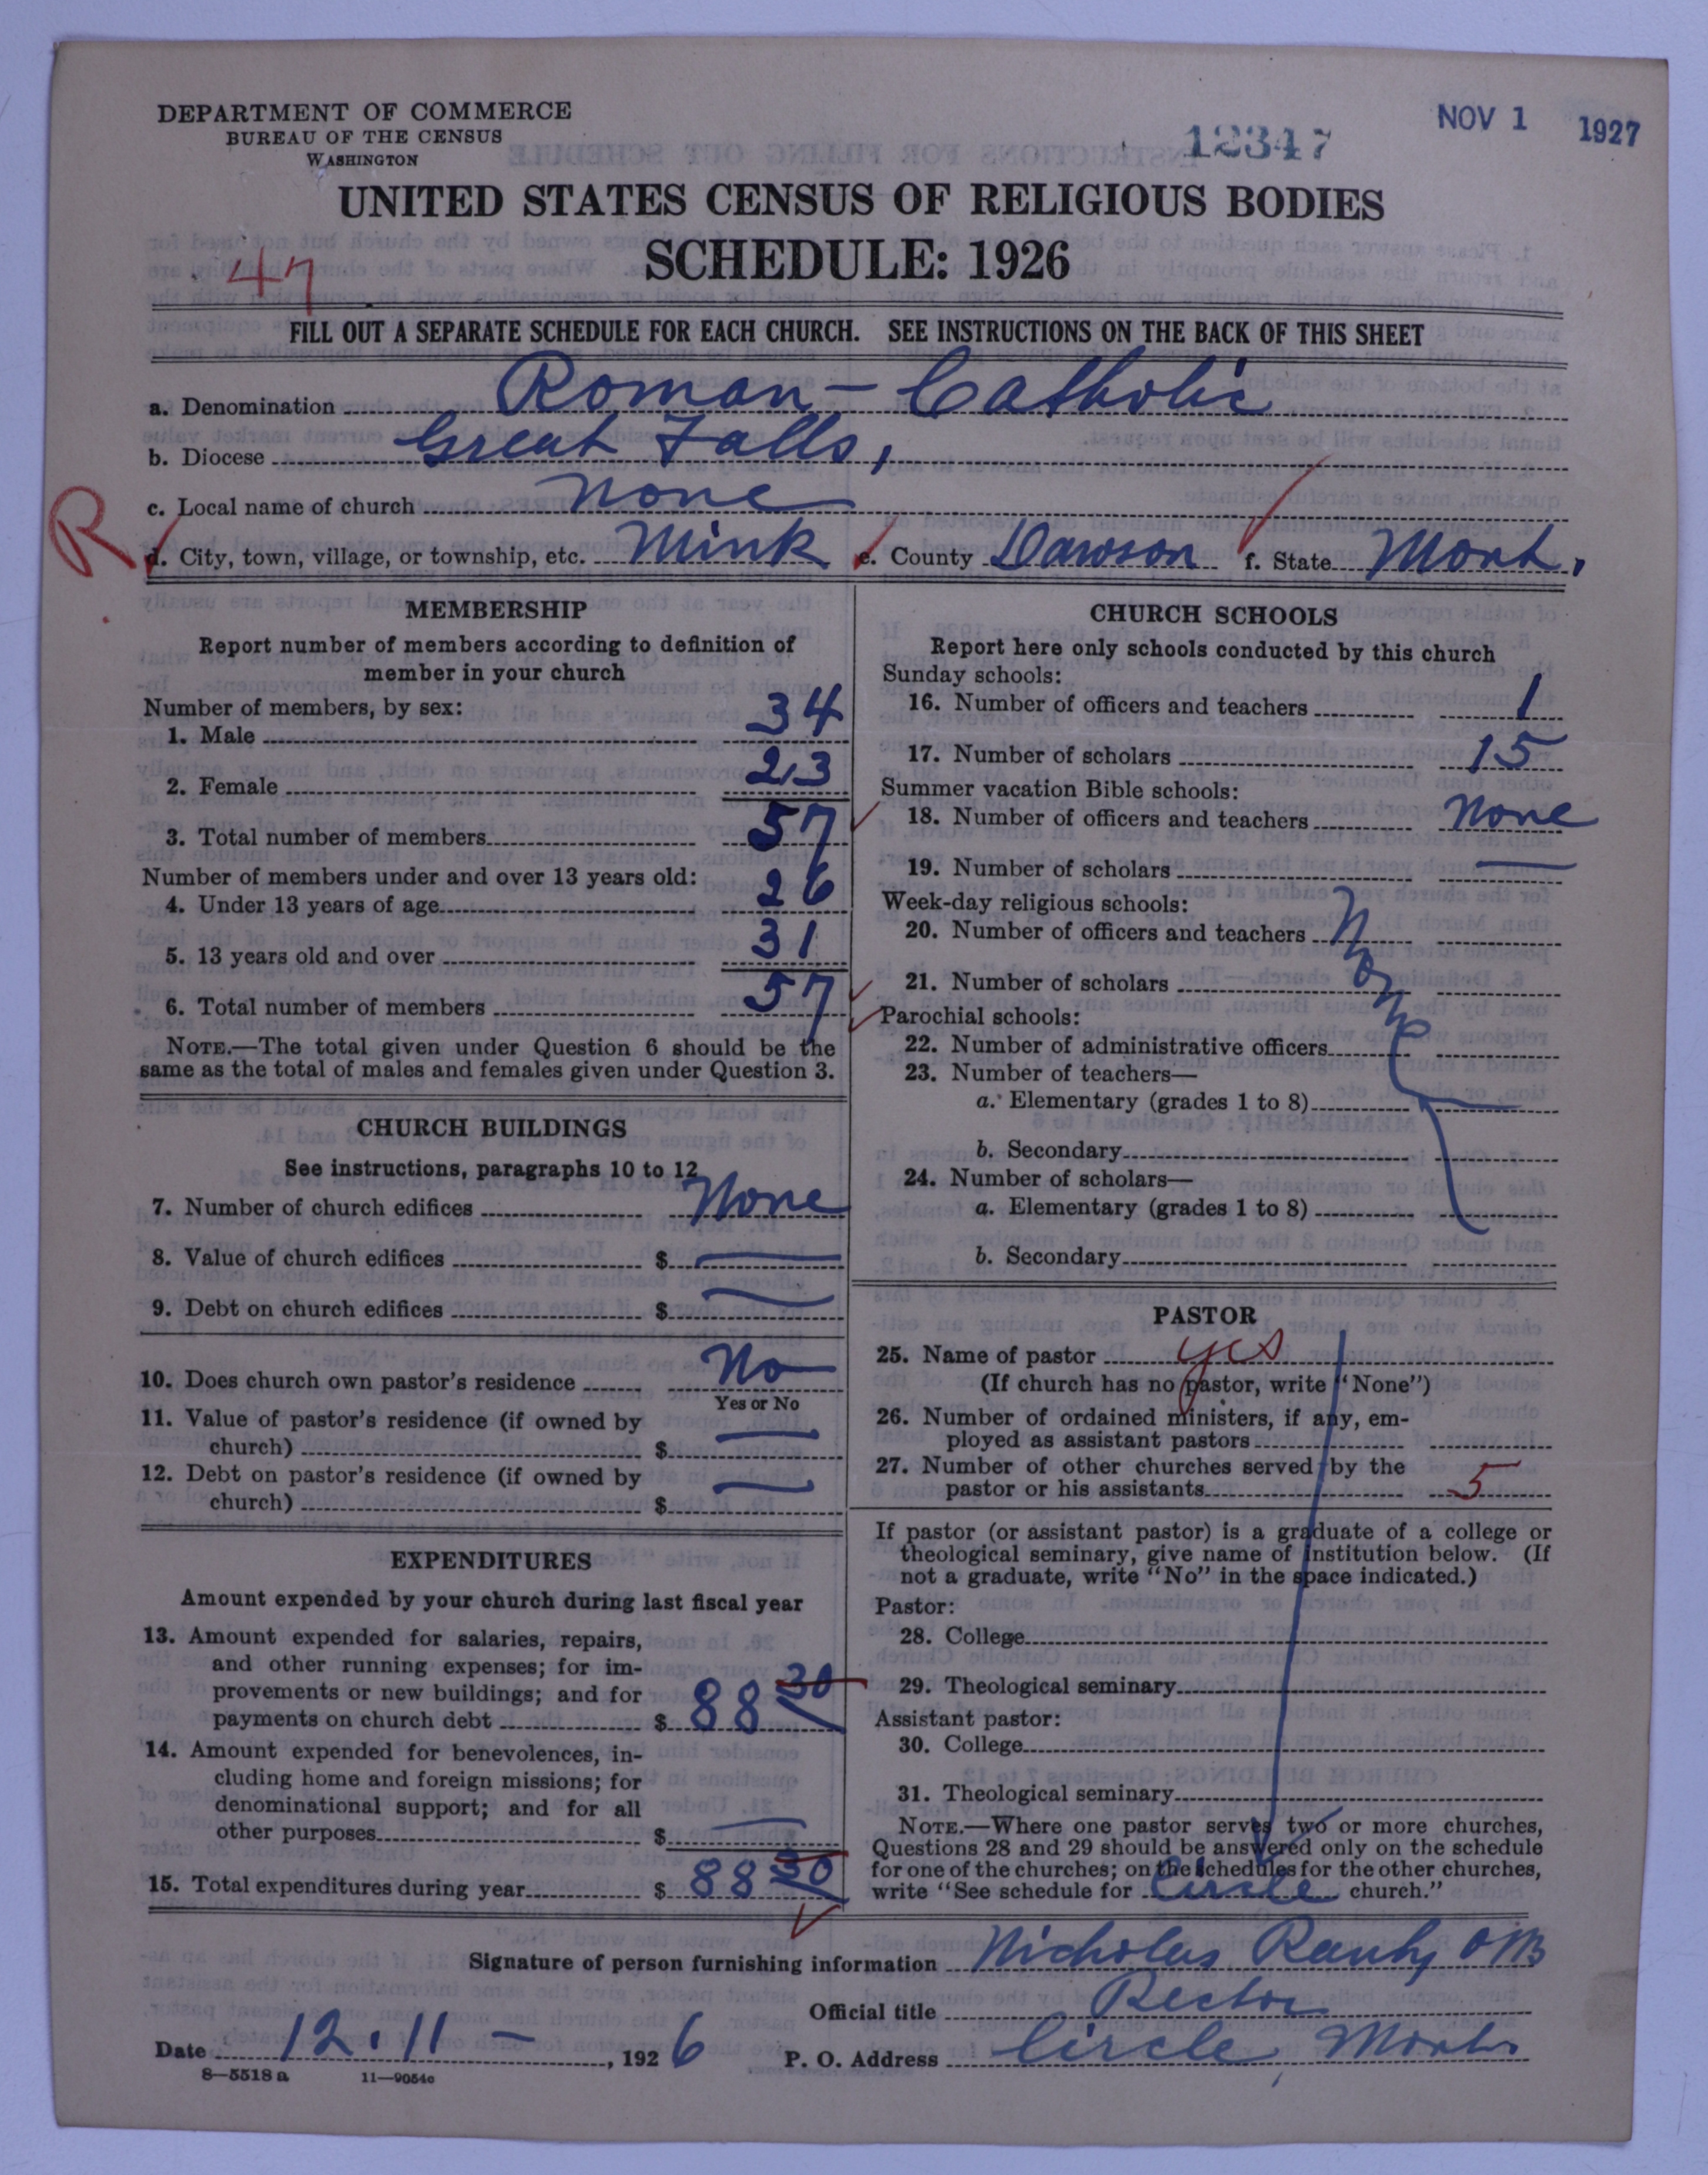 DEPARTMENT OF COMMERCE
BUREAU OF THE CENSUS
WASHINGTON
12347
NOV 1 1927
UNITED STATES CENSUS OF RELIGIOUS BODIES
SCHEDULE: 1926
47
FILL OUT A SEPARATE SCHEDULE FOR EACH CHURCH. SEE INSTRUCTIONS ON THE BACK OF THIS SHEET
a. Denomination Roman - Catholic
b. Diocese Great Falls,
c. Local name of church none
R
d. City, town, village, or township, etc. Mink e. County Dawson f. State Mont.
MEMBERSHIP
Report number of members according to definition of
member in your church
Number of members, by sex:
1. Male 34
2. Female 23
3. Total number of members 57
Number of members under and over 13 years old:
4. Under 13 years of age 26
5. 13 years old and over 31
6. Total number of members 57
NOTE.—The total given under Question 6 should be the
same as the total of males and females given under Question 3.
CHURCH BUILDINGS
See instructions, paragraphs 10 to 12
7. Number of church edifices none
8. Value of church edifices $ —
9. Debt on church edifices $ —
10. Does church own pastor's residence No
Yes or No
11. Value of pastor's residence (if owned by
church) $ —
12. Debt on pastor's residence (if owned by
church) $ —
EXPENDITURES
Amount expended by your church during last fiscal year
13. Amount expended for salaries, repairs,
and other running expenses; for im-
provements or new buildings; and for
payments on church debt $ 88 30
14. Amount expended for benevolences, in-
cluding home and foreign missions; for
denominational support; and for all
other purposes $ —
15. Total expenditures during year $ 88 30
CHURCH SCHOOLS
Report here only schools conducted by this church
Sunday schools:
16. Number of officers and teachers 1
17. Number of scholars 15
Summer vacation Bible schools:
18. Number of officers and teachers none
19. Number of scholars —
Week-day religious schools:
20. Number of officers and teachers None
21. Number of scholars
Parochial schools:
22. Number of administrative officers
23. Number of teachers—
a. Elementary (grades 1 to 8)
b. Secondary
24. Number of scholars—
a. Elementary (grades 1 to 8)
b. Secondary
PASTOR
25. Name of pastor yes
(If church has no pastor, write "None")
26. Number of ordained ministers, if any, em-
ployed as assistant pastors
27. Number of other churches served by the
pastor or his assistants 5
If pastor (or assistant pastor) is a graduate of a college or
theological seminary, give name of institution below. (If
not a graduate, write "No" in the space indicated.)
Pastor:
28. College
29. Theological seminary
Assistant pastor:
30. College
31. Theological seminary
NOTE.—Where one pastor serves two or more churches,
Questions 28 and 29 should be answered only on the schedule
for one of the churches; on the schedules for the other churches,
write "See schedule for Circle church."
Signature of person furnishing information Nicholas
Official title Rector
Date 12.11 - , 1926 P. O. Address Circle, Mont.
8—5518 a 11—9054c